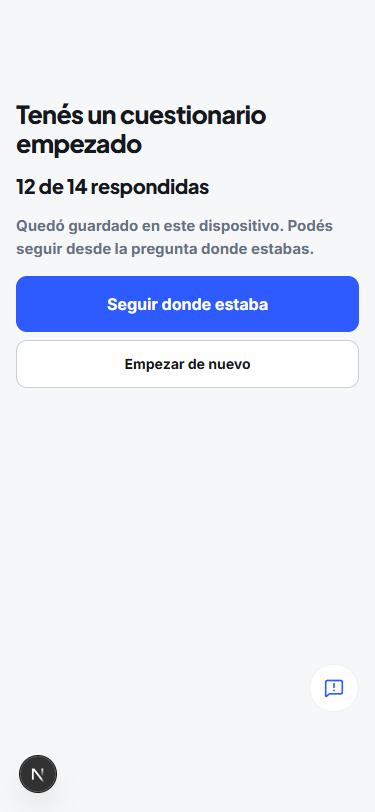 Tenés un cuestionario
empezado
12 de 14 respondidas
Quedó guardado en este dispositivo. Podés
seguir desde la pregunta donde estabas.
Seguir donde estaba
Empezar de nuevo
N